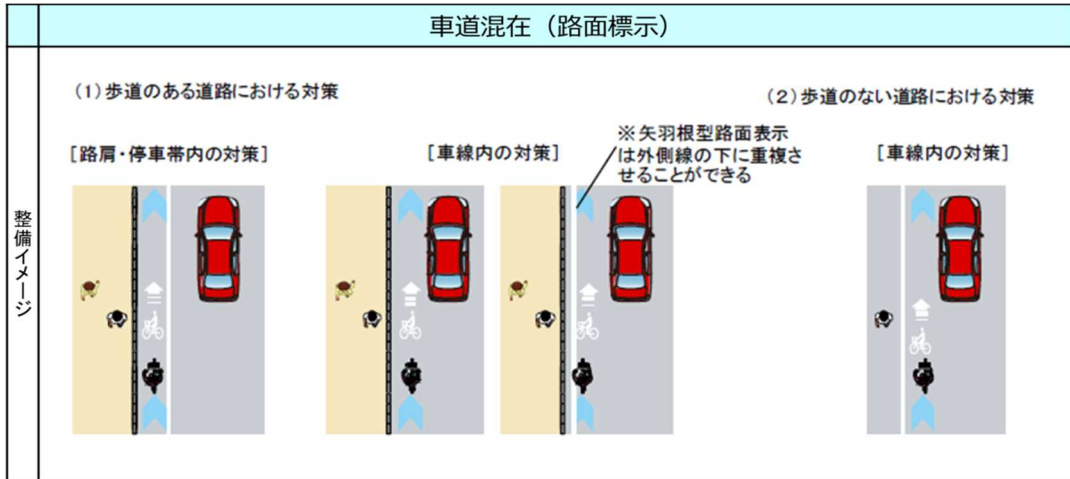 車道混在（路面標示）
整備イメージ
（1）歩道のある道路における対策
［路肩・停車帯内の対策］
［車線内の対策］
※矢羽根型路面表示
は外側線の下に重複さ
せることができる
（2）歩道のない道路における対策
［車線内の対策］